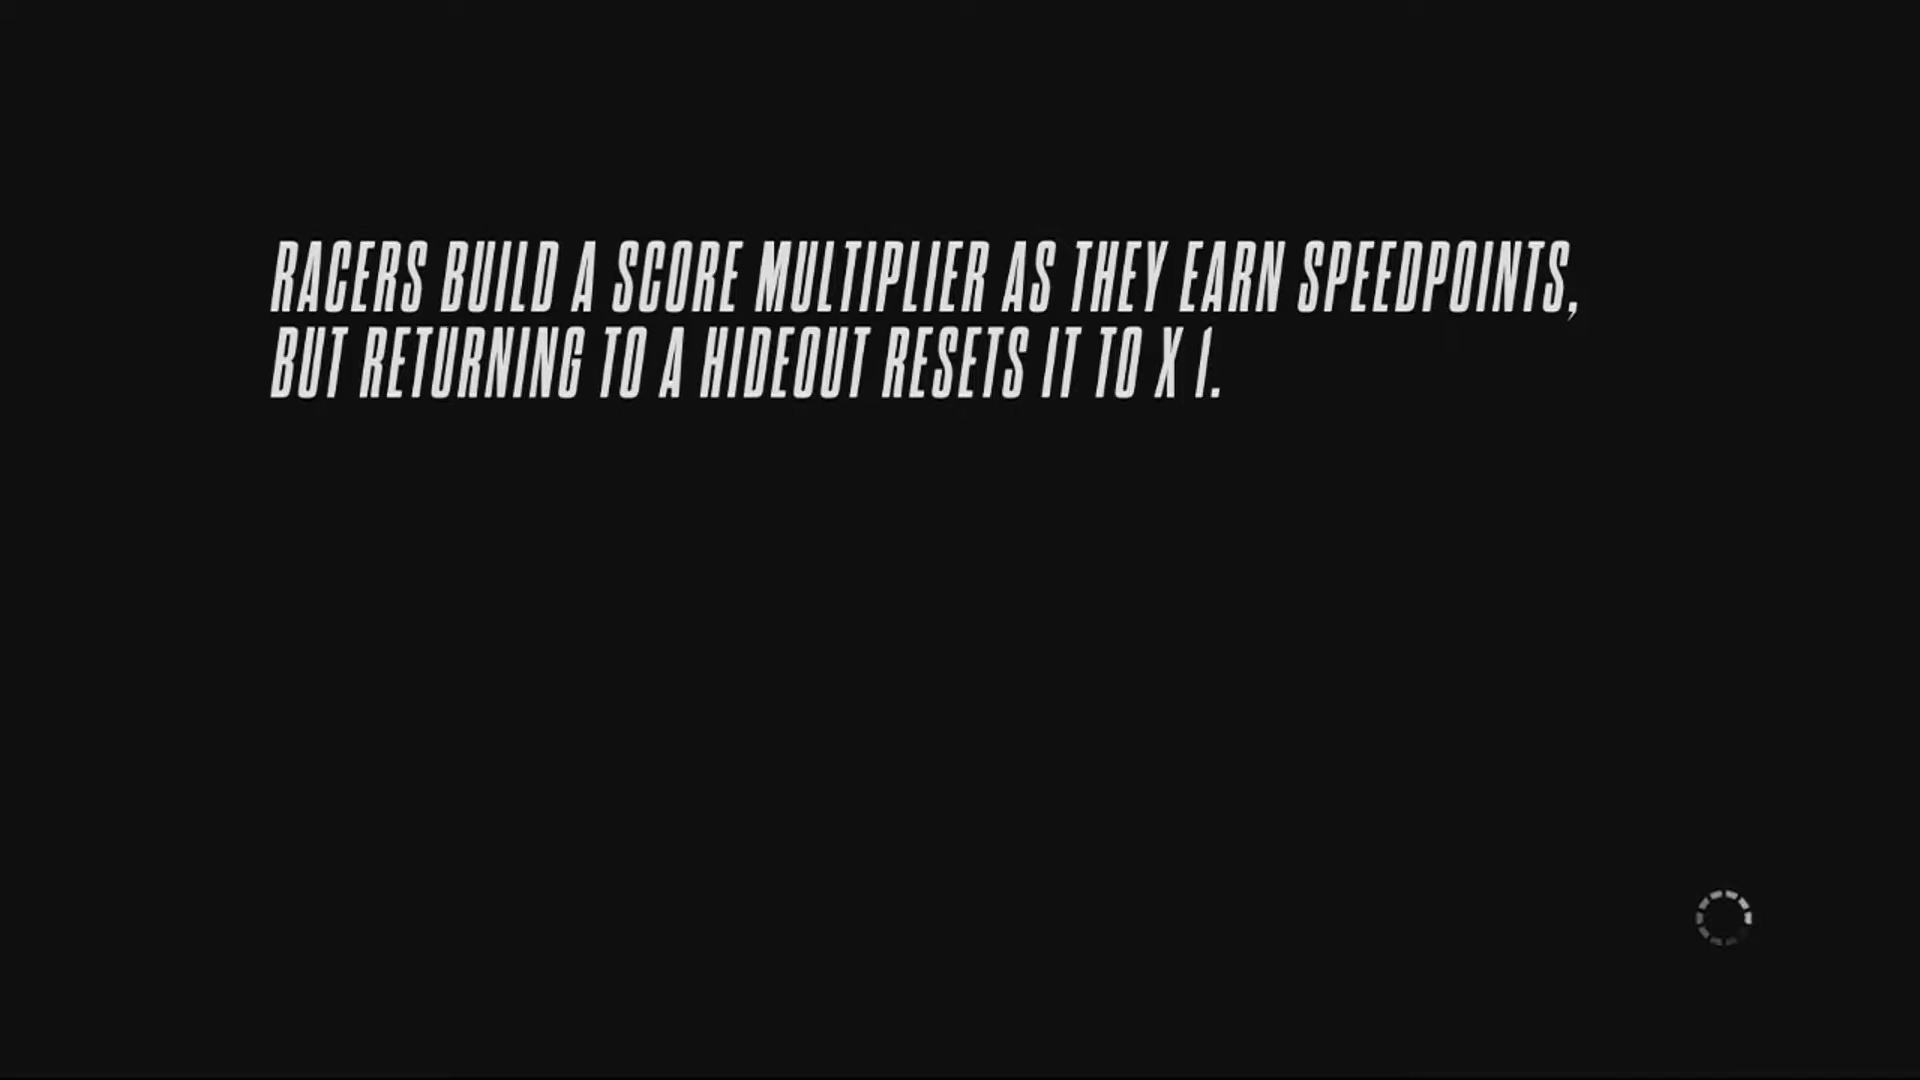 RACERS BUILD A SCORE MULTIPLIER AS THEY EARN SPEEDPOINTS,
BUT RETURNING TO A HIDEOUT RESETS IT TO X 1.